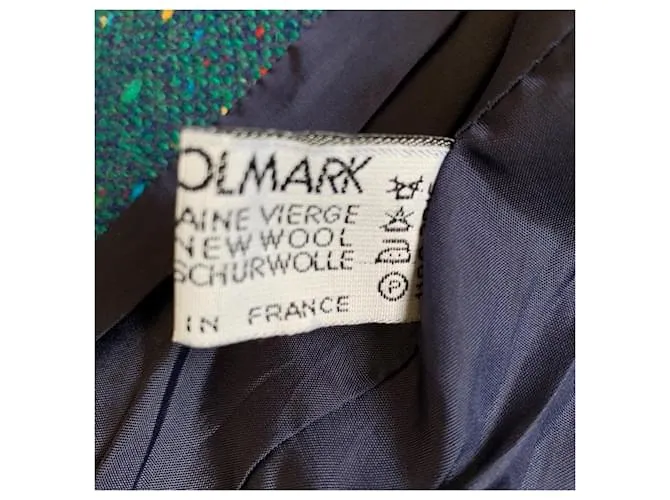 OLMARK
AINE VIERGE
NEW WOOL
SCHURWOLLE
IN FRANCE
P